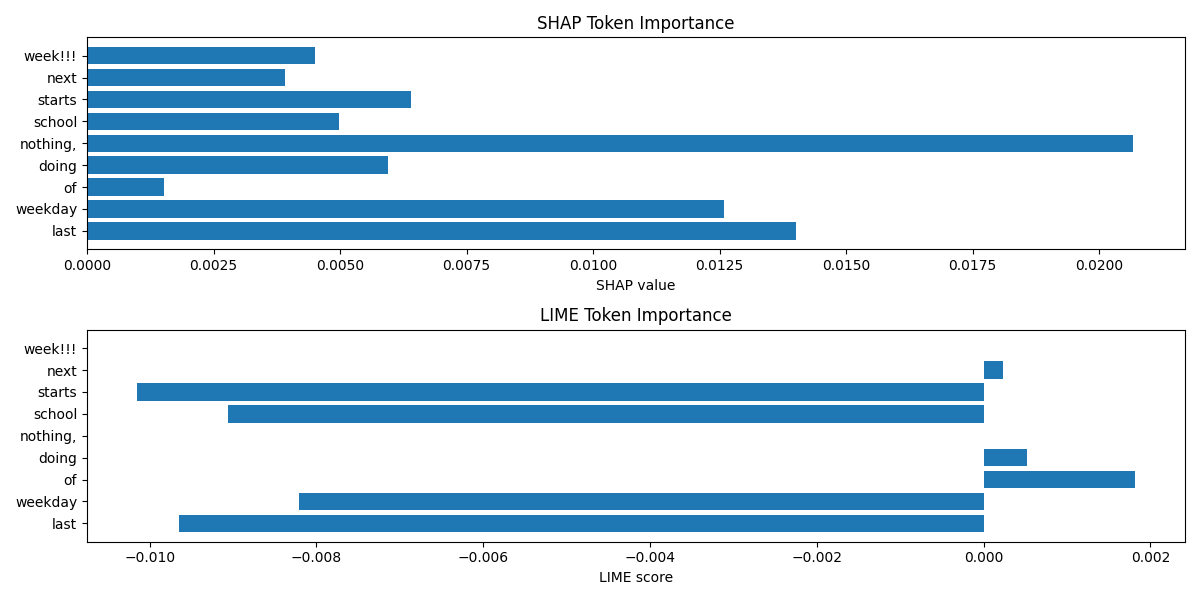 SHAP Token Importance
week!!!
next
starts
school
nothing,
doing
of
weekday
last
0.0000 0.0025 0.0050 0.0075 0.0100 0.0125 0.0150 0.0175 0.0200
SHAP value
LIME Token Importance
week!!!
next
starts
school
nothing,
doing
of
weekday
last
−0.010 −0.008 −0.006 −0.004 −0.002 0.000 0.002
LIME score